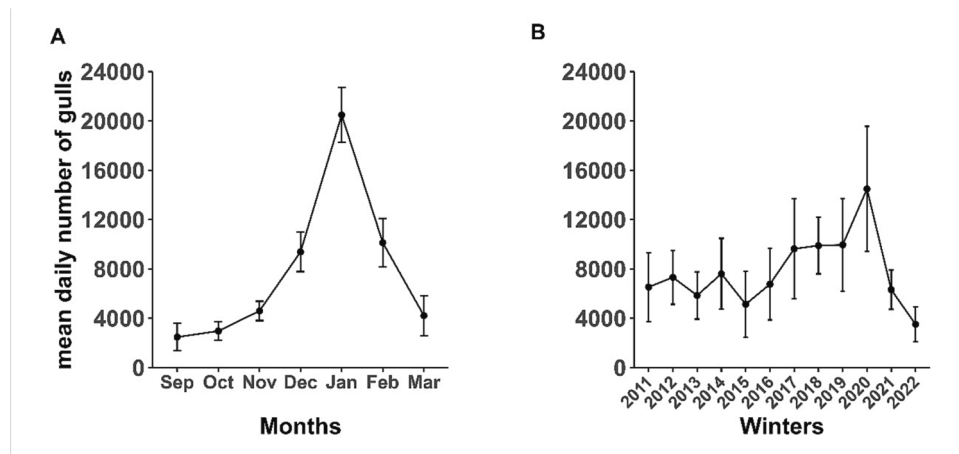 A
mean daily number of gulls
24000
20000
16000
12000
8000
4000
0
Sep Oct Nov Dec Jan Feb Mar
Months
B
24000
20000
16000
12000
8000
4000
0
2011 2012 2013 2014 2015 2016 2017 2018 2019 2020 2021 2022
Winters